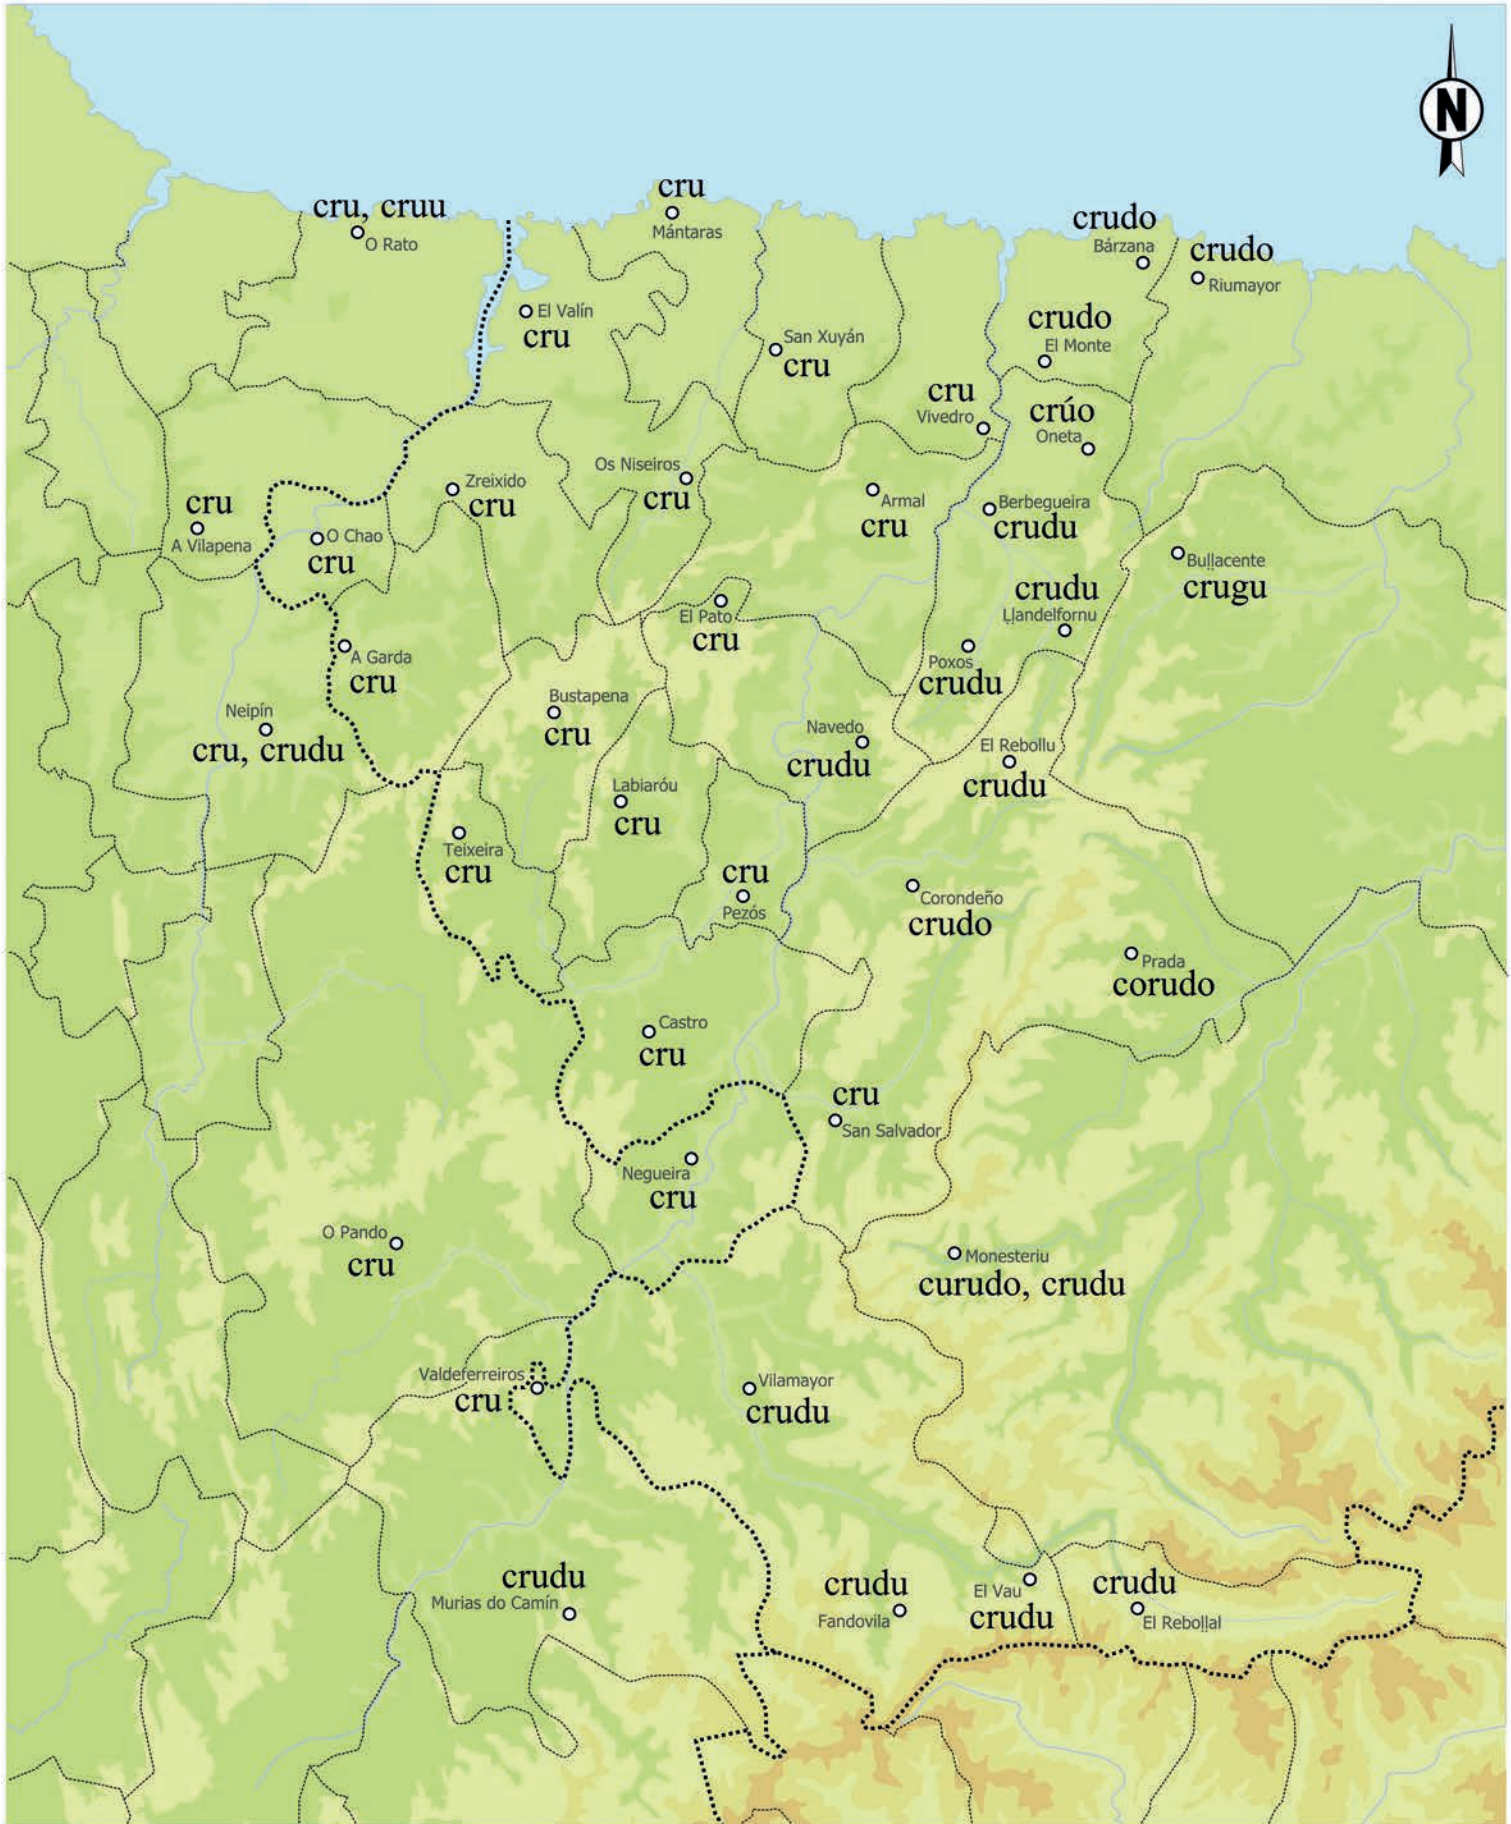 N
cru
Mántaras
cru, cruu
O Rato
crudo
Bárzana
crudo
Riumayor
El Valín
cru
crudo
El Monte
San Xuyán
cru
cru
Vivedro
crúo
Oneta
Os Niseiros
cru
Zreixido
cru
Armal
cru
Berbegueira
crudu
cru
A Vilapena
O Chao
cru
Buḷḷacente
crugu
crudu
Ḷḷandelfornu
El Pato
cru
A Garda
cru
Poxos
crudu
Bustapena
cru
Neipín
cru, crudu
Navedo
crudu
El Rebollu
crudu
Labiaróu
cru
Teixeira
cru
cru
Pezós
Corondeño
crudo
Prada
corudo
Castro
cru
cru
San Salvador
Negueira
cru
O Pando
cru
Monesteriu
curudo, crudu
Valdeferreiros
cru
Vilamayor
crudu
crudu
Murias do Camín
crudu
Fandovila
El Vau
crudu
crudu
El Reboḷḷal